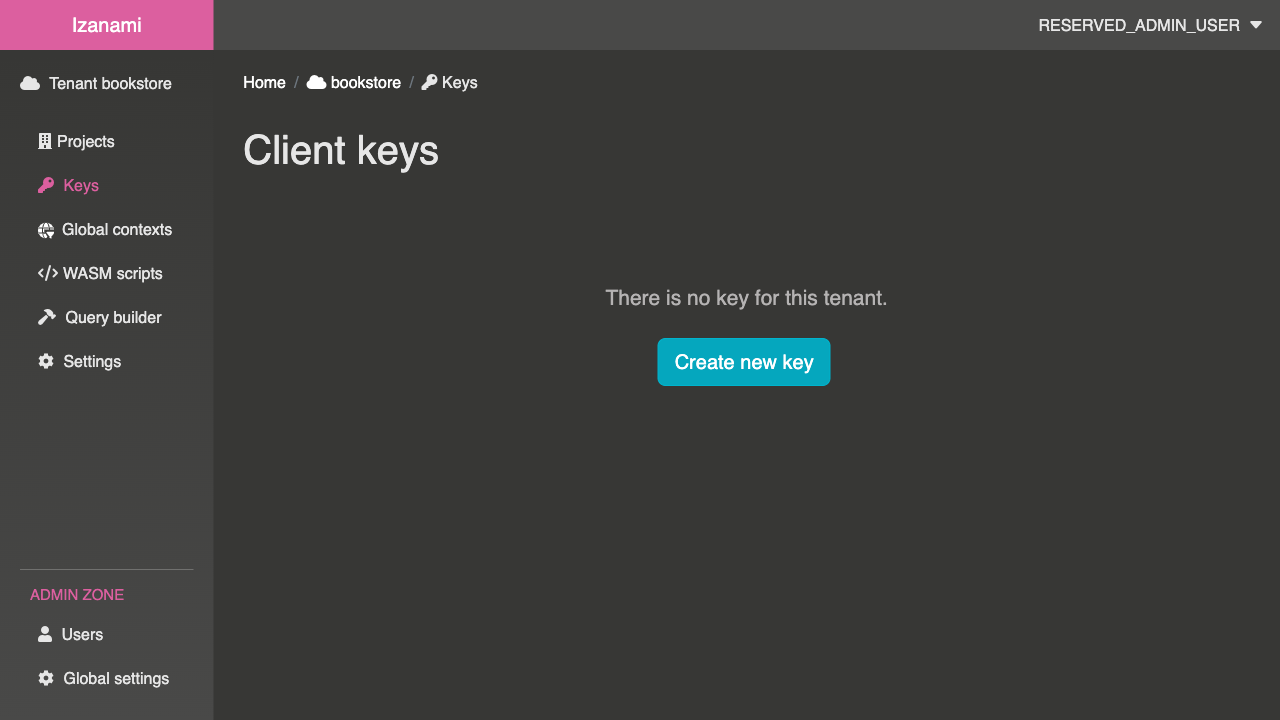 Izanami
RESERVED_ADMIN_USER
Tenant bookstore
Projects
Keys
Global contexts
WASM scripts
Query builder
Settings
ADMIN ZONE
Users
Global settings
Home / bookstore / Keys
Client keys
There is no key for this tenant.
Create new key